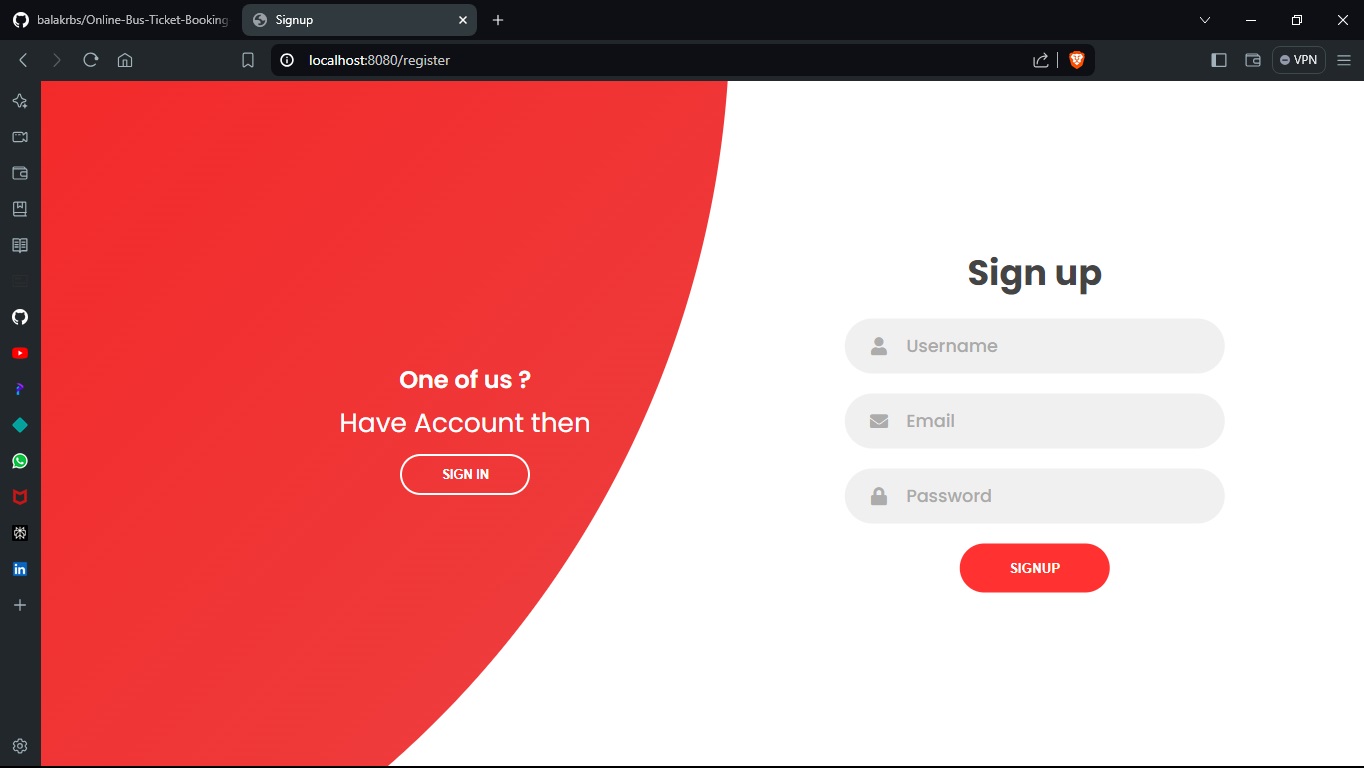 balakrbs/Online-Bus-Ticket-Booking-
Signup
localhost:8080/register
VPN
One of us ?
Have Account then
SIGN IN
Sign up
Username
Email
Password
SIGNUP
in